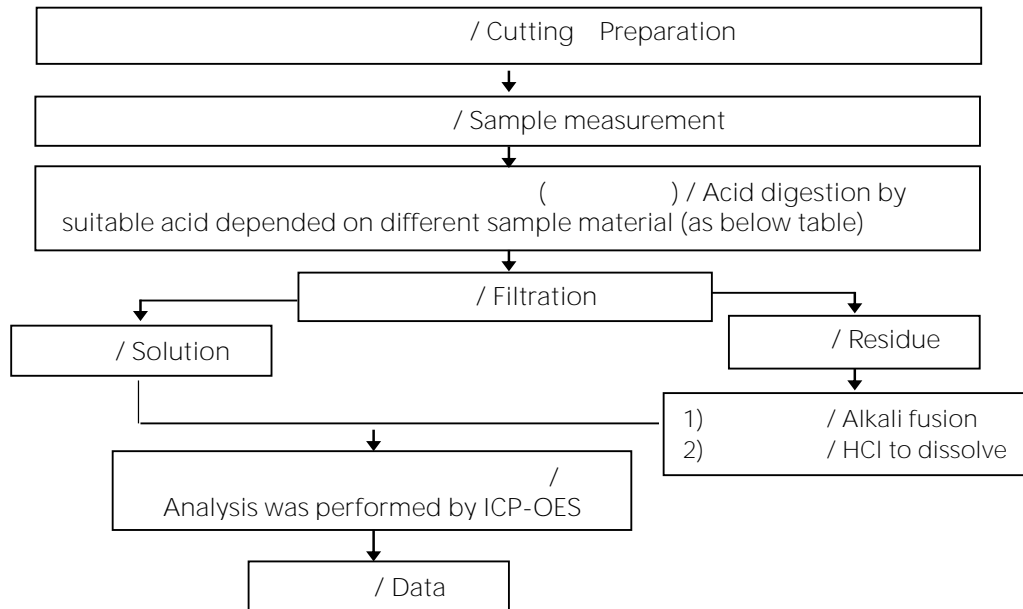 / Cutting Preparation
/ Sample measurement
( ) / Acid digestion by
suitable acid depended on different sample material (as below table)
/ Filtration
/ Solution
/ Residue
1) / Alkali fusion
2) / HCl to dissolve
/
Analysis was performed by ICP-OES
/ Data